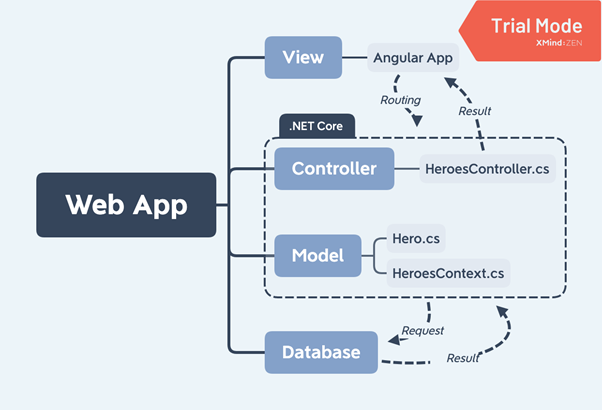 Trial Mode
XMind:ZEN
View
Angular App
Routing
Result
.NET Core
Controller
HeroesController.cs
Web App
Model
Hero.cs
HeroesContext.cs
Request
Database
Result